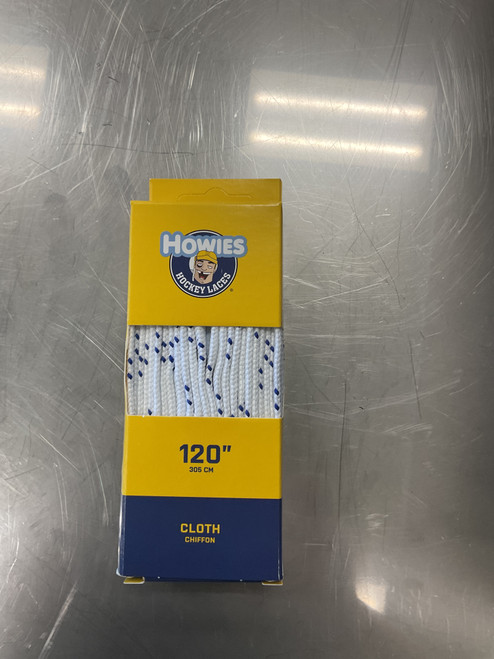 HOWIES
HOCKEY LACES
120"
305 CM
CLOTH
CHIFFON